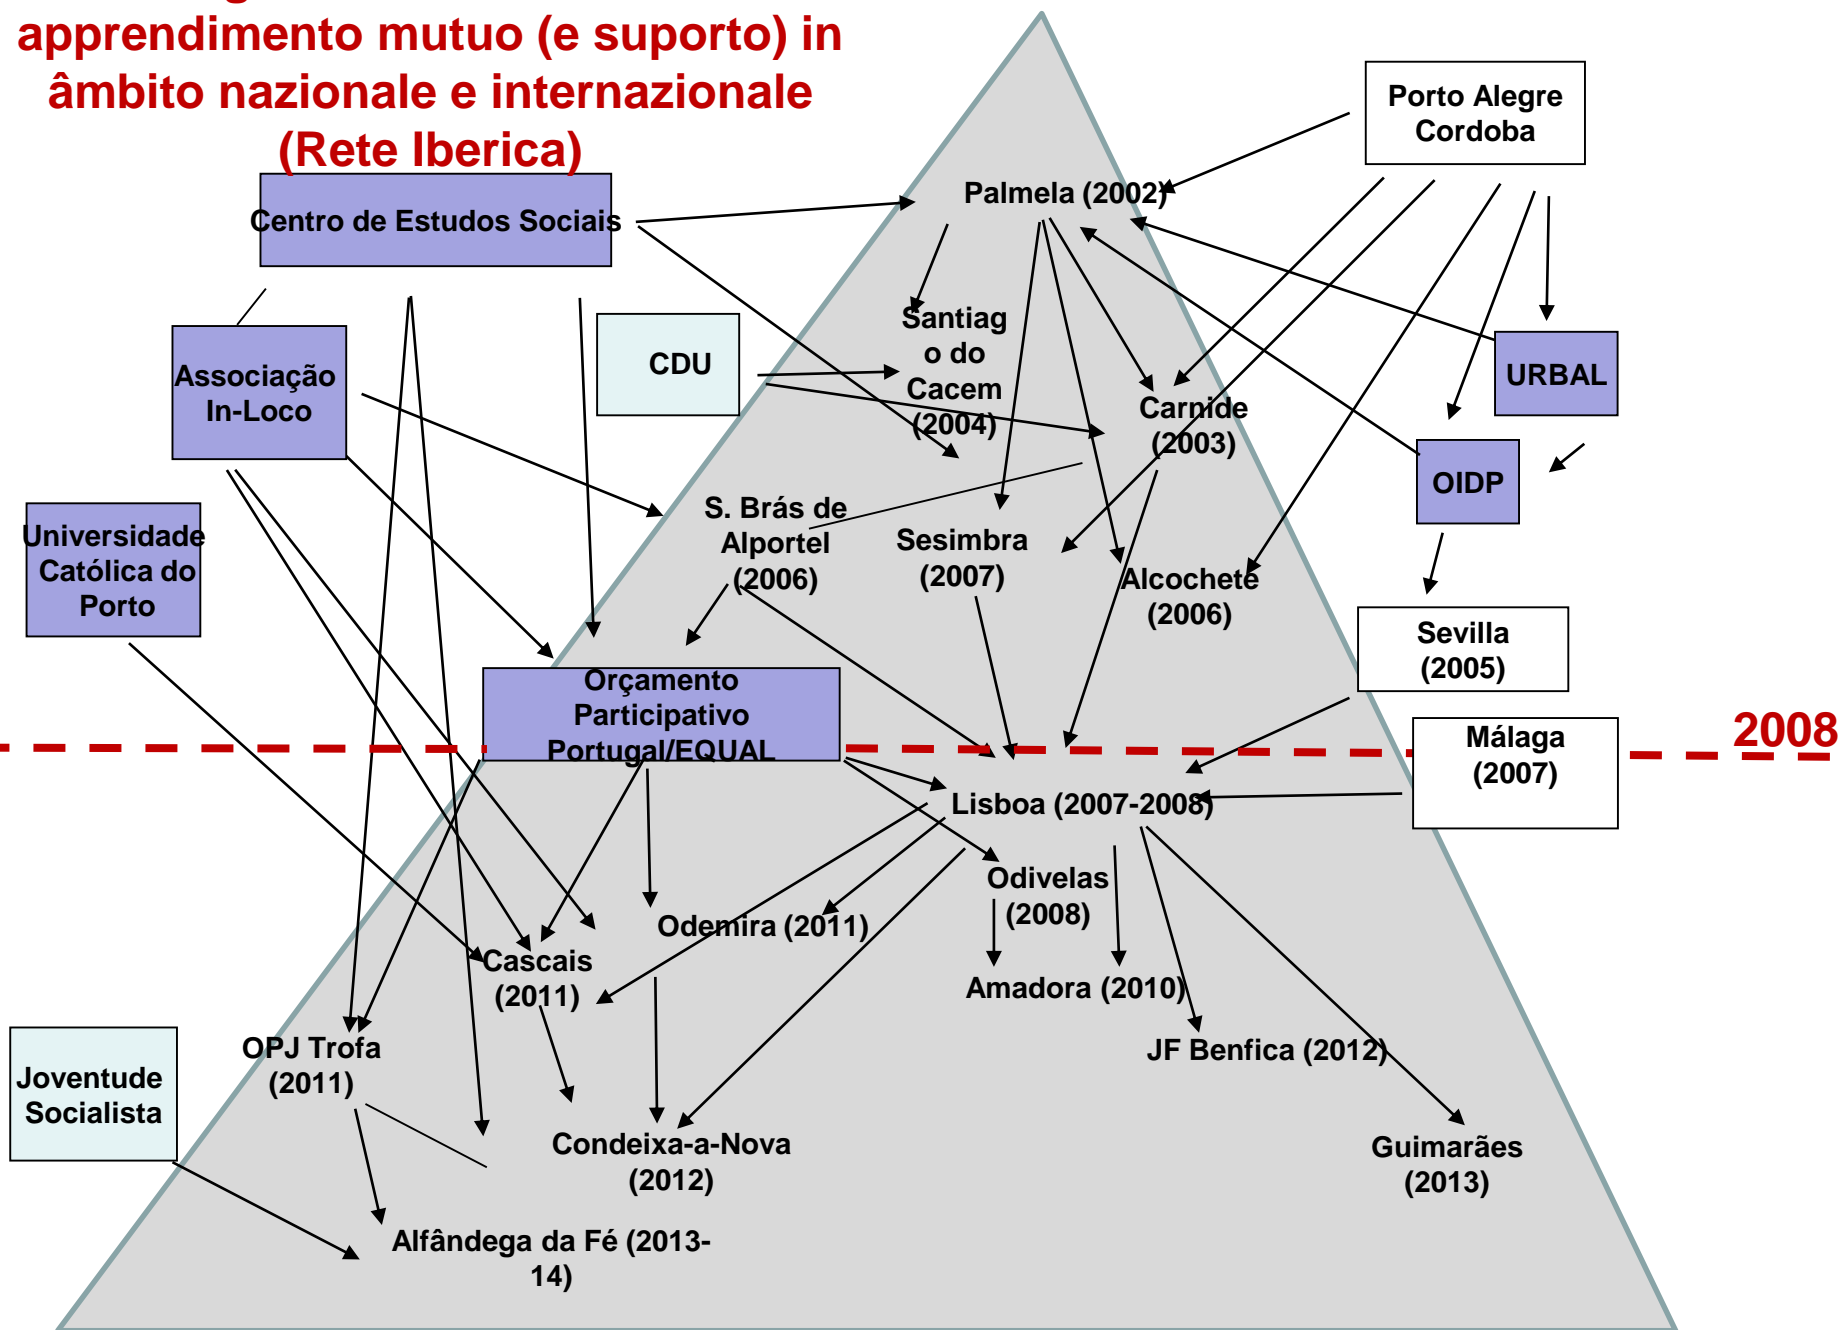 apprendimento mutuo (e suporto) in
âmbito nazionale e internazionale
(Rete Iberica)
Porto Alegre
Cordoba
Palmela (2002)
Centro de Estudos Sociais
Santiag
o do
Cacem
(2004)
CDU
Associação
In-Loco
URBAL
Carnide
(2003)
OIDP
S. Brás de
Alportel
(2006)
Sesimbra
(2007)
Alcochete
(2006)
Universidade
Católica do
Porto
Sevilla
(2005)
Orçamento
Participativo
Portugal/EQUAL
2008
Málaga
(2007)
Lisboa (2007-2008)
Odivelas
(2008)
Odemira (2011)
Cascais
(2011)
Amadora (2010)
OPJ Trofa
(2011)
JF Benfica (2012)
Joventude
Socialista
Condeixa-a-Nova
(2012)
Guimarães
(2013)
Alfândega da Fé (2013-
14)